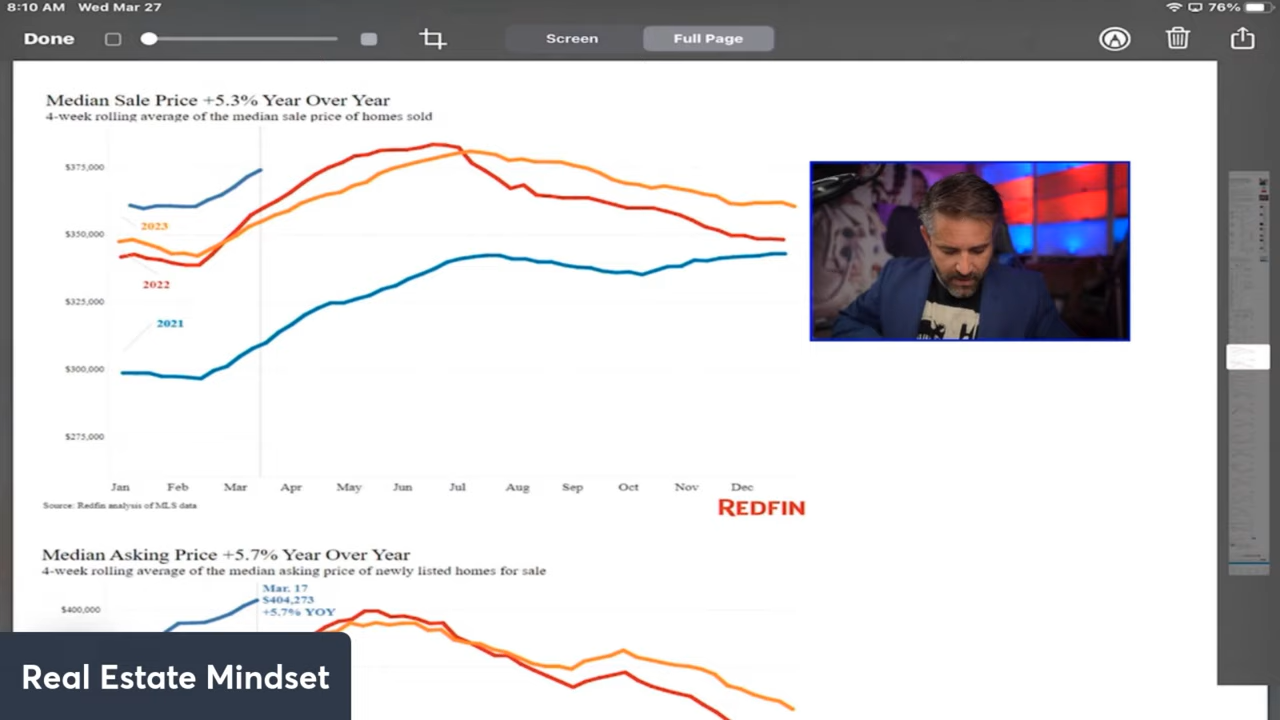 8:10 AM Wed Mar 27
76%
Done
Screen
Full Page
Median Sale Price +5.3% Year Over Year
4-week rolling average of the median sale price of homes sold
$375,000
$350,000
$325,000
$300,000
$275,000
2023
2022
2021
Jan Feb Mar Apr May Jun Jul Aug Sep Oct Nov Dec
Source: Redfin analysis of MLS data
REDFIN
Median Asking Price +5.7% Year Over Year
4-week rolling average of the median asking price of newly listed homes for sale
$400,000
Mar. 17
$404,273
+5.7% YOY
Real Estate Mindset